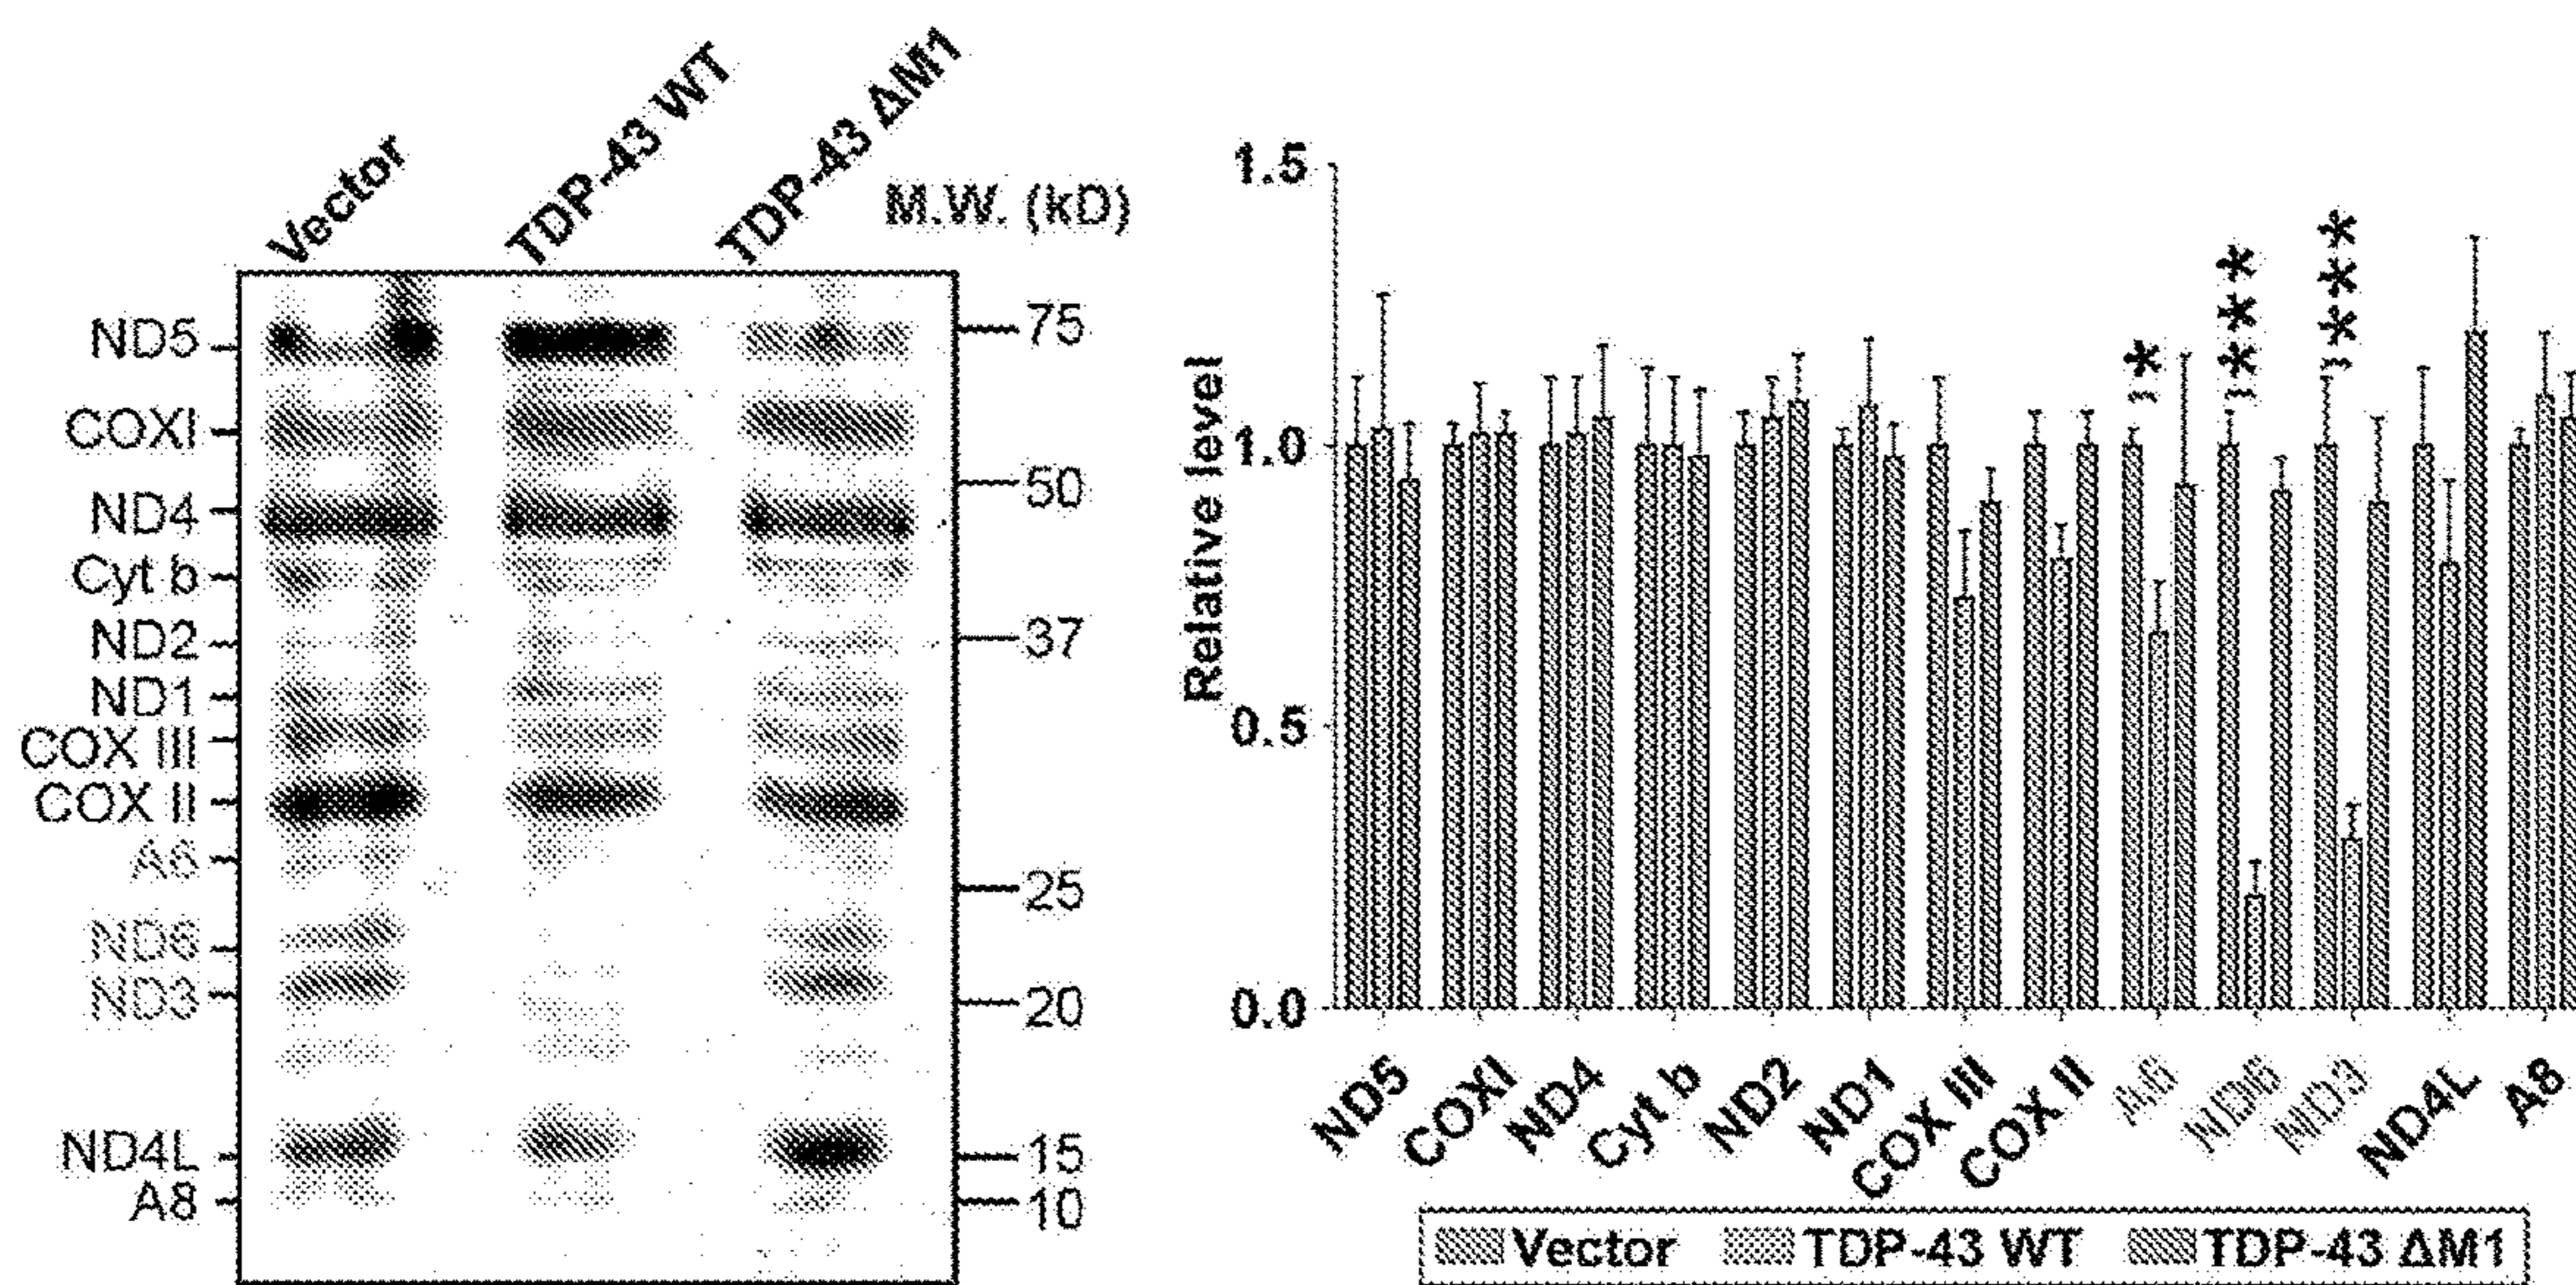 Vector
TDP-43 WT
TDP-43 ΔM1
M.W. (kD)
ND5
COXI
ND4
Cyt b
ND2
ND1
COX III
COX II
A6
ND6
ND3
ND4L
A8
75
50
37
25
20
15
10
Relative level
1.5
1.0
0.5
0.0
*
***
***
ND5
COXI
ND4
Cyt b
ND2
ND1
COX III
COX II
A6
ND6
ND3
ND4L
A8
Vector TDP-43 WT TDP-43 ΔM1